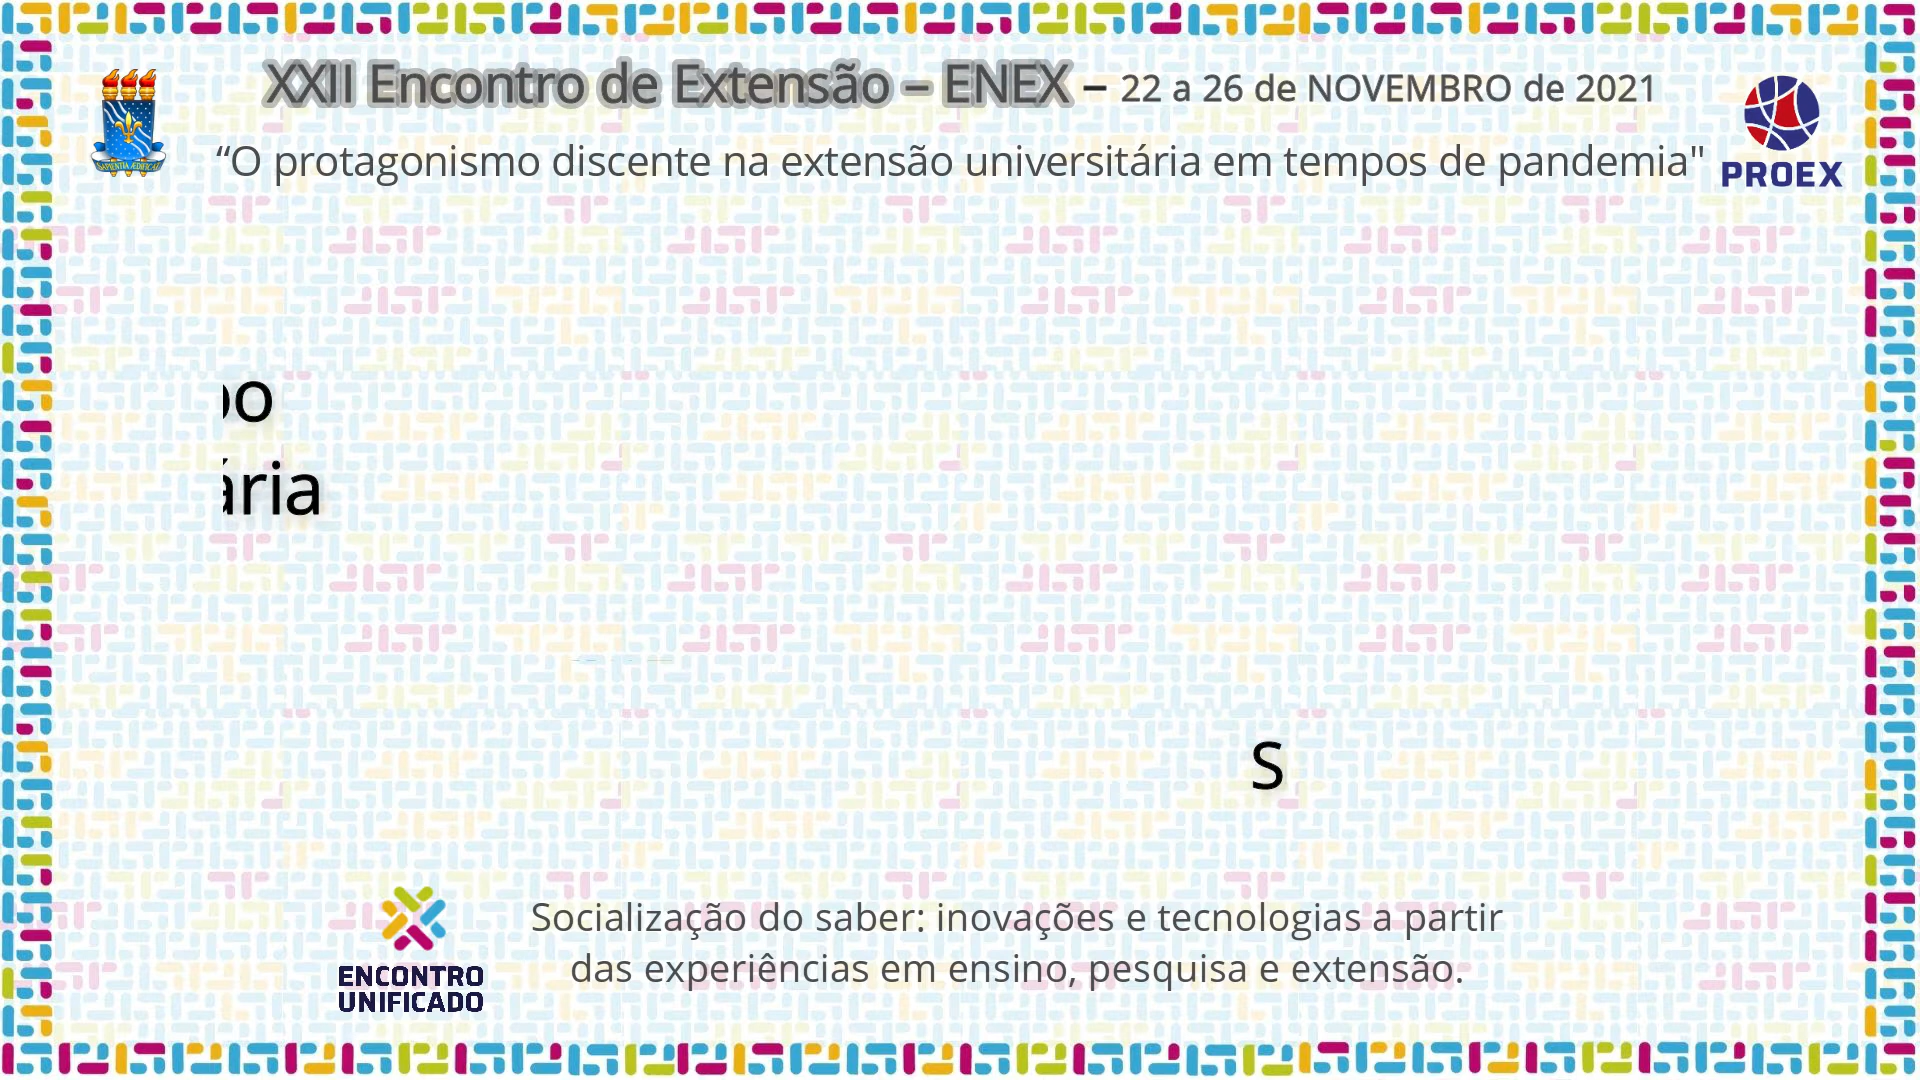 XXII Encontro de Extensão – ENEX – 22 a 26 de NOVEMBRO de 2021
“O protagonismo discente na extensão universitária em tempos de pandemia"
PROEX
S
Socialização do saber: inovações e tecnologias a partir
das experiências em ensino, pesquisa e extensão.
ENCONTRO
UNIFICADO